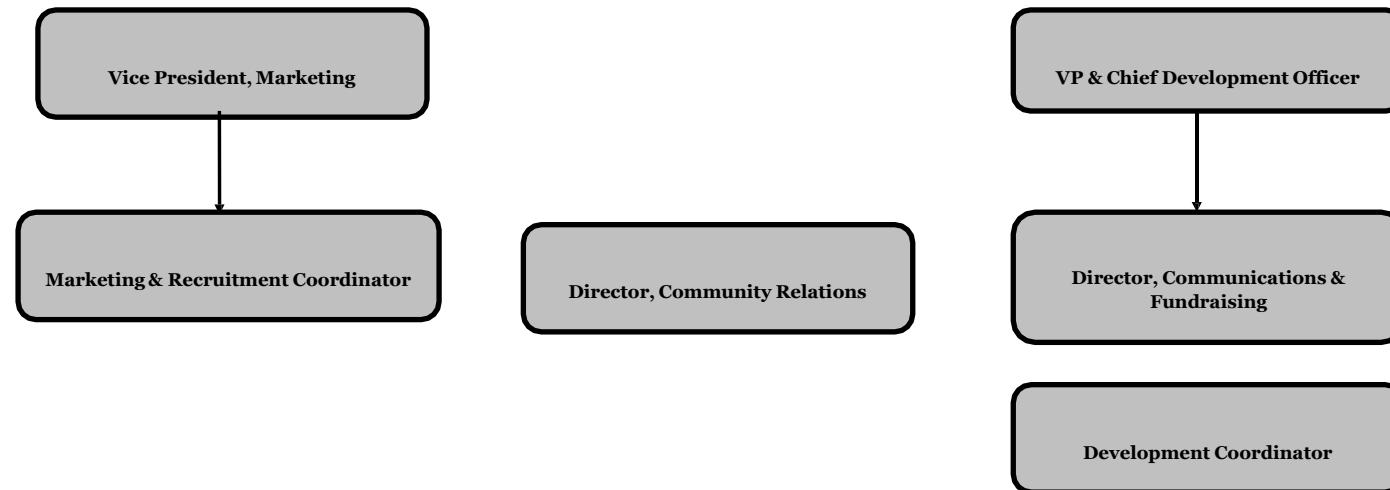 Vice President, Marketing
VP & Chief Development Officer
Marketing & Recruitment Coordinator
Director, Community Relations
Director, Communications &
Fundraising
Development Coordinator